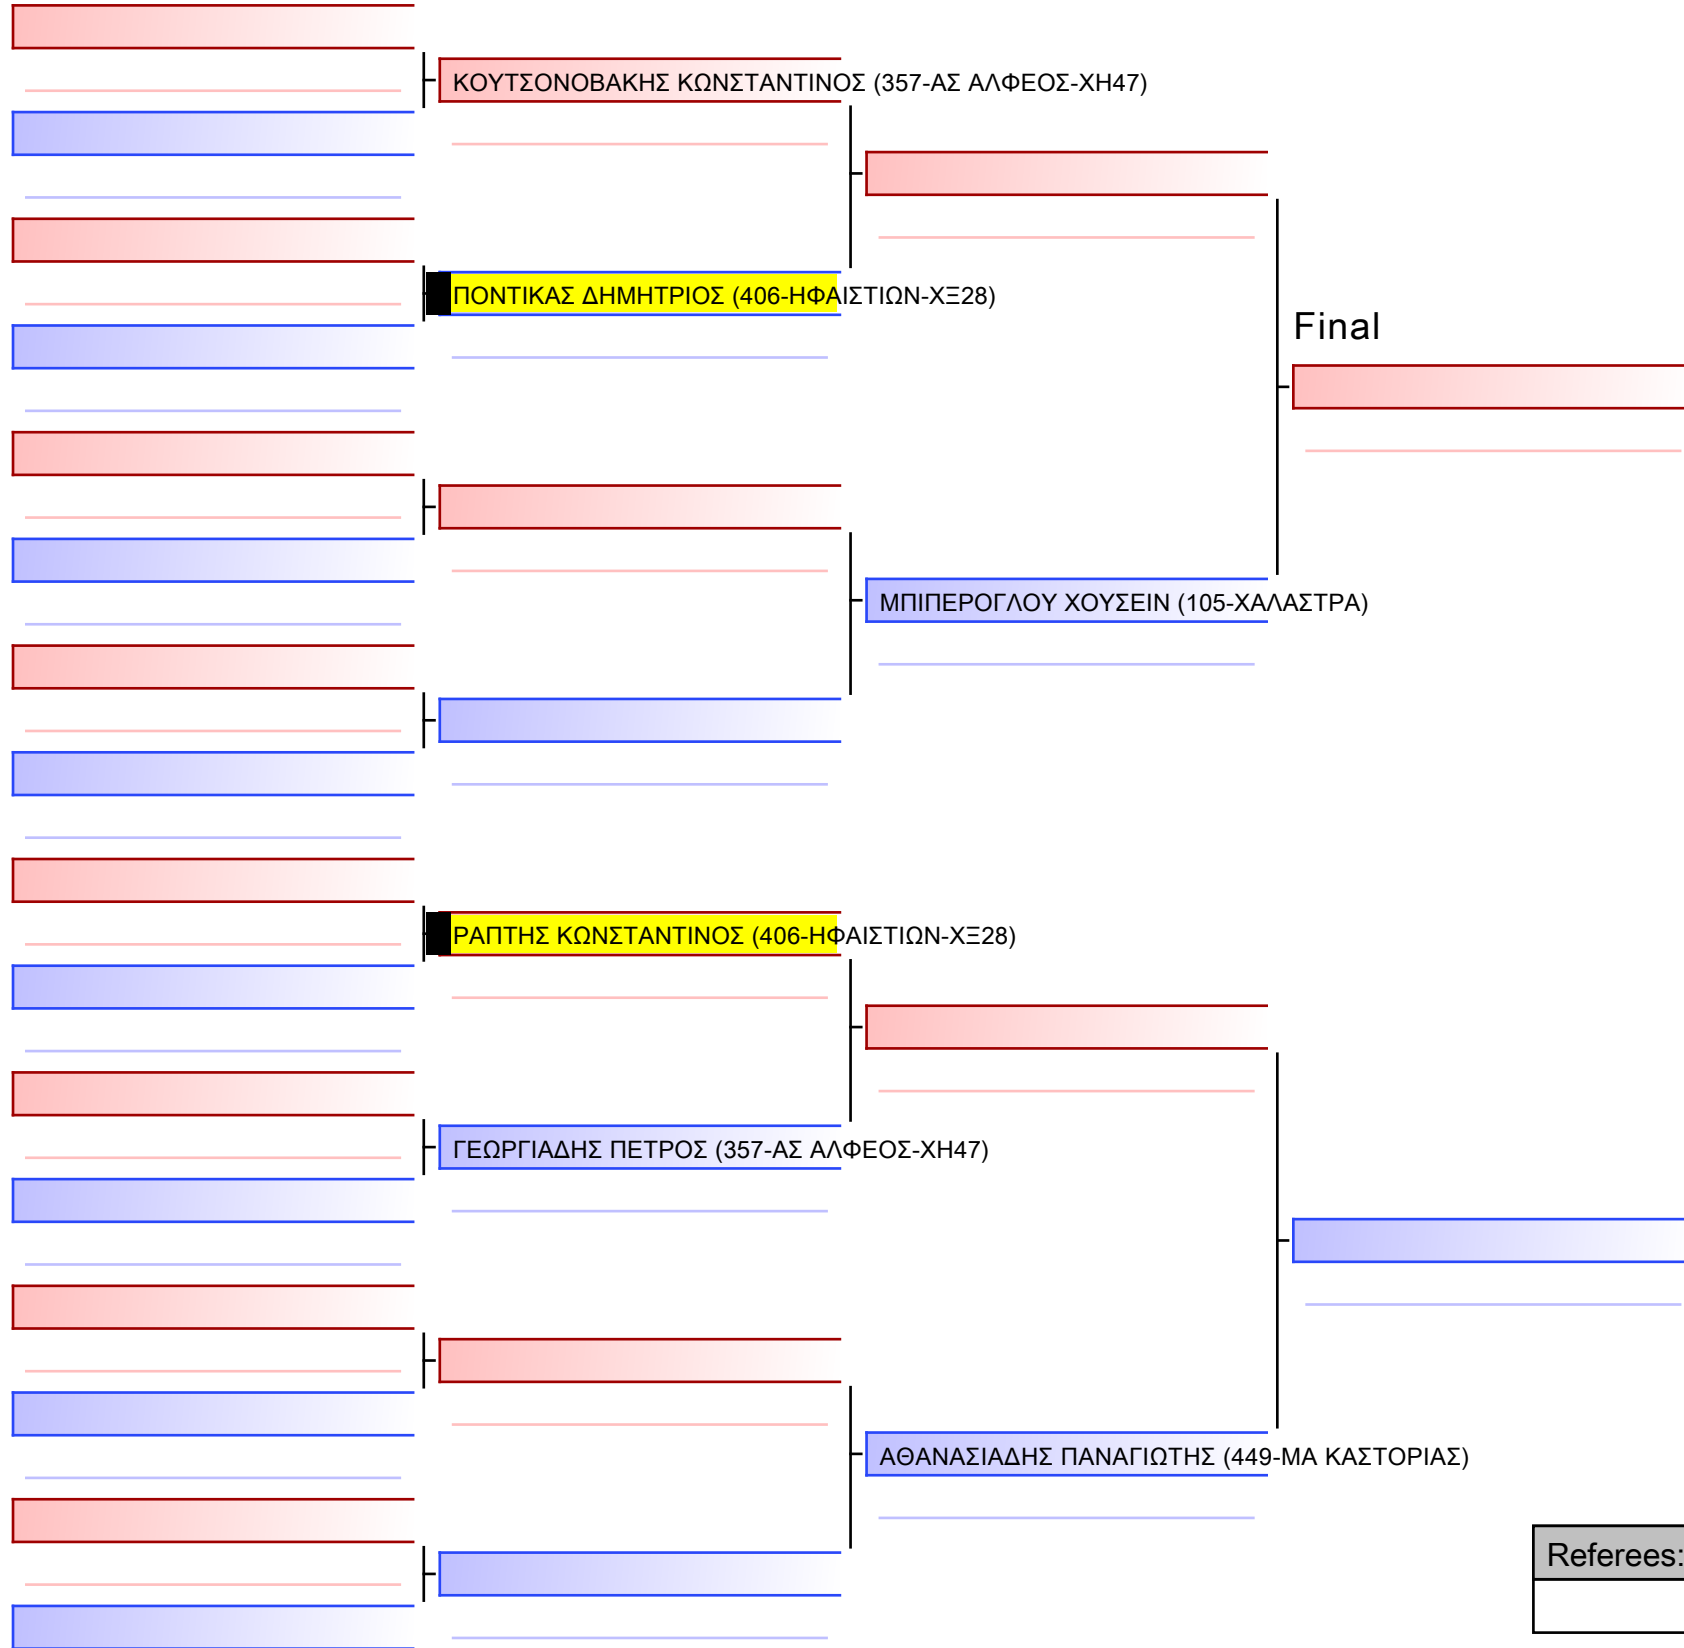 ΚΟΥΤΣΟΝΟΒΑΚΗΣ ΚΩΝΣΤΑΝΤΙΝΟΣ (357-ΑΣ ΑΛΦΕΟΣ-ΧΗ47)
ΠΟΝΤΙΚΑΣ ΔΗΜΗΤΡΙΟΣ (406-ΗΦΑΙΣΤΙΩΝ-ΧΞ28)
Final
ΜΠΙΠΕΡΟΓΛΟΥ ΧΟΥΣΕΙΝ (105-ΧΑΛΑΣΤΡΑ)
ΡΑΠΤΗΣ ΚΩΝΣΤΑΝΤΙΝΟΣ (406-ΗΦΑΙΣΤΙΩΝ-ΧΞ28)
ΓΕΩΡΓΙΑΔΗΣ ΠΕΤΡΟΣ (357-ΑΣ ΑΛΦΕΟΣ-ΧΗ47)
ΑΘΑΝΑΣΙΑΔΗΣ ΠΑΝΑΓΙΩΤΗΣ (449-ΜΑ ΚΑΣΤΟΡΙΑΣ)
Referees: